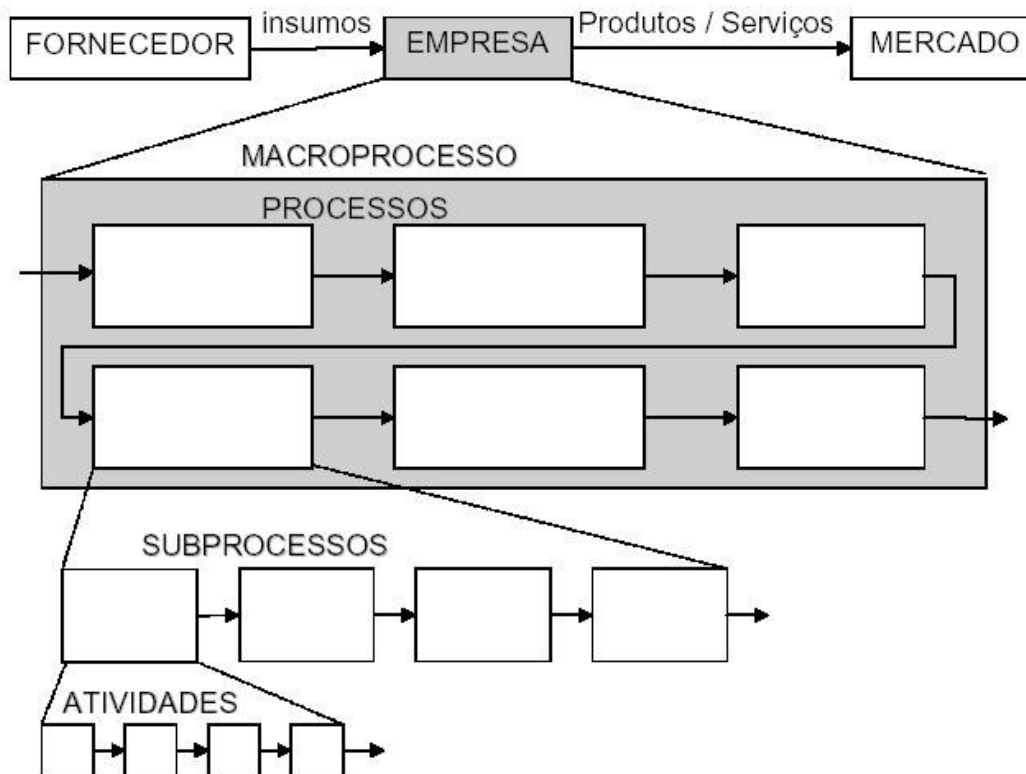 insumos
Produtos / Serviços
FORNECEDOR
EMPRESA
MERCADO
MACROPROCESSO
PROCESSOS
SUBPROCESSOS
ATIVIDADES